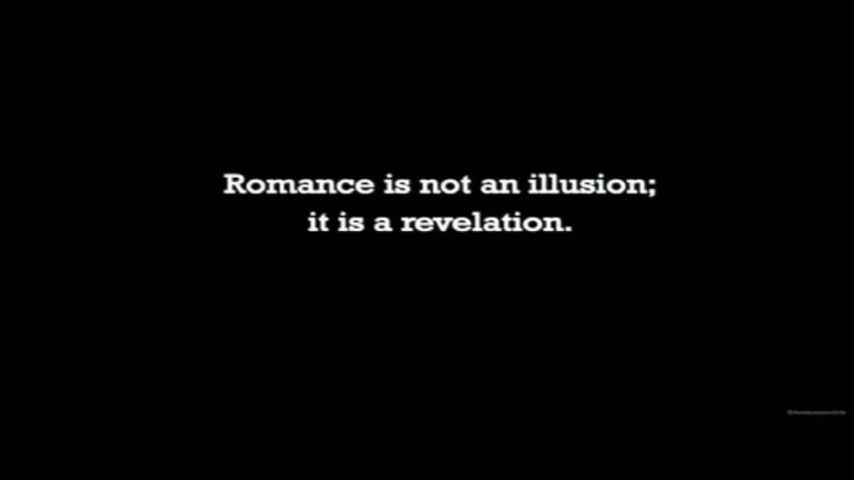 Romance is not an illusion;
it is a revelation.